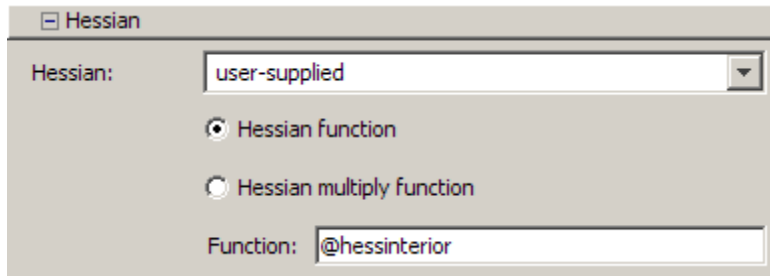 Hessian
Hessian: user-supplied
Hessian function
Hessian multiply function
Function: @hessinterior